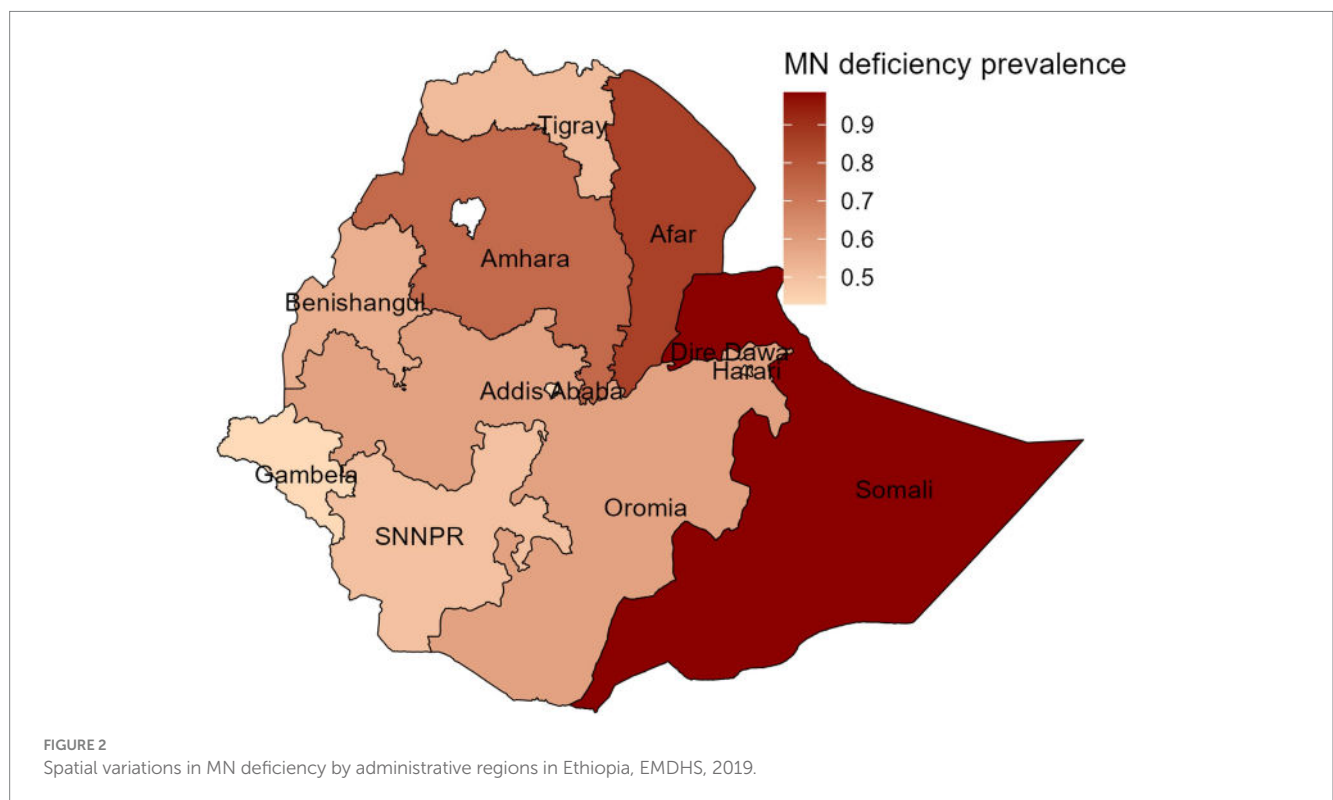 MN deficiency prevalence
0.9
0.8
0.7
0.6
0.5
Tigray
Afar
Amhara
Benishangul
Dire Dawa
Harari
Addis Ababa
Gambela
Somali
Oromia
SNNPR
FIGURE 2
Spatial variations in MN deficiency by administrative regions in Ethiopia, EMDHS, 2019.